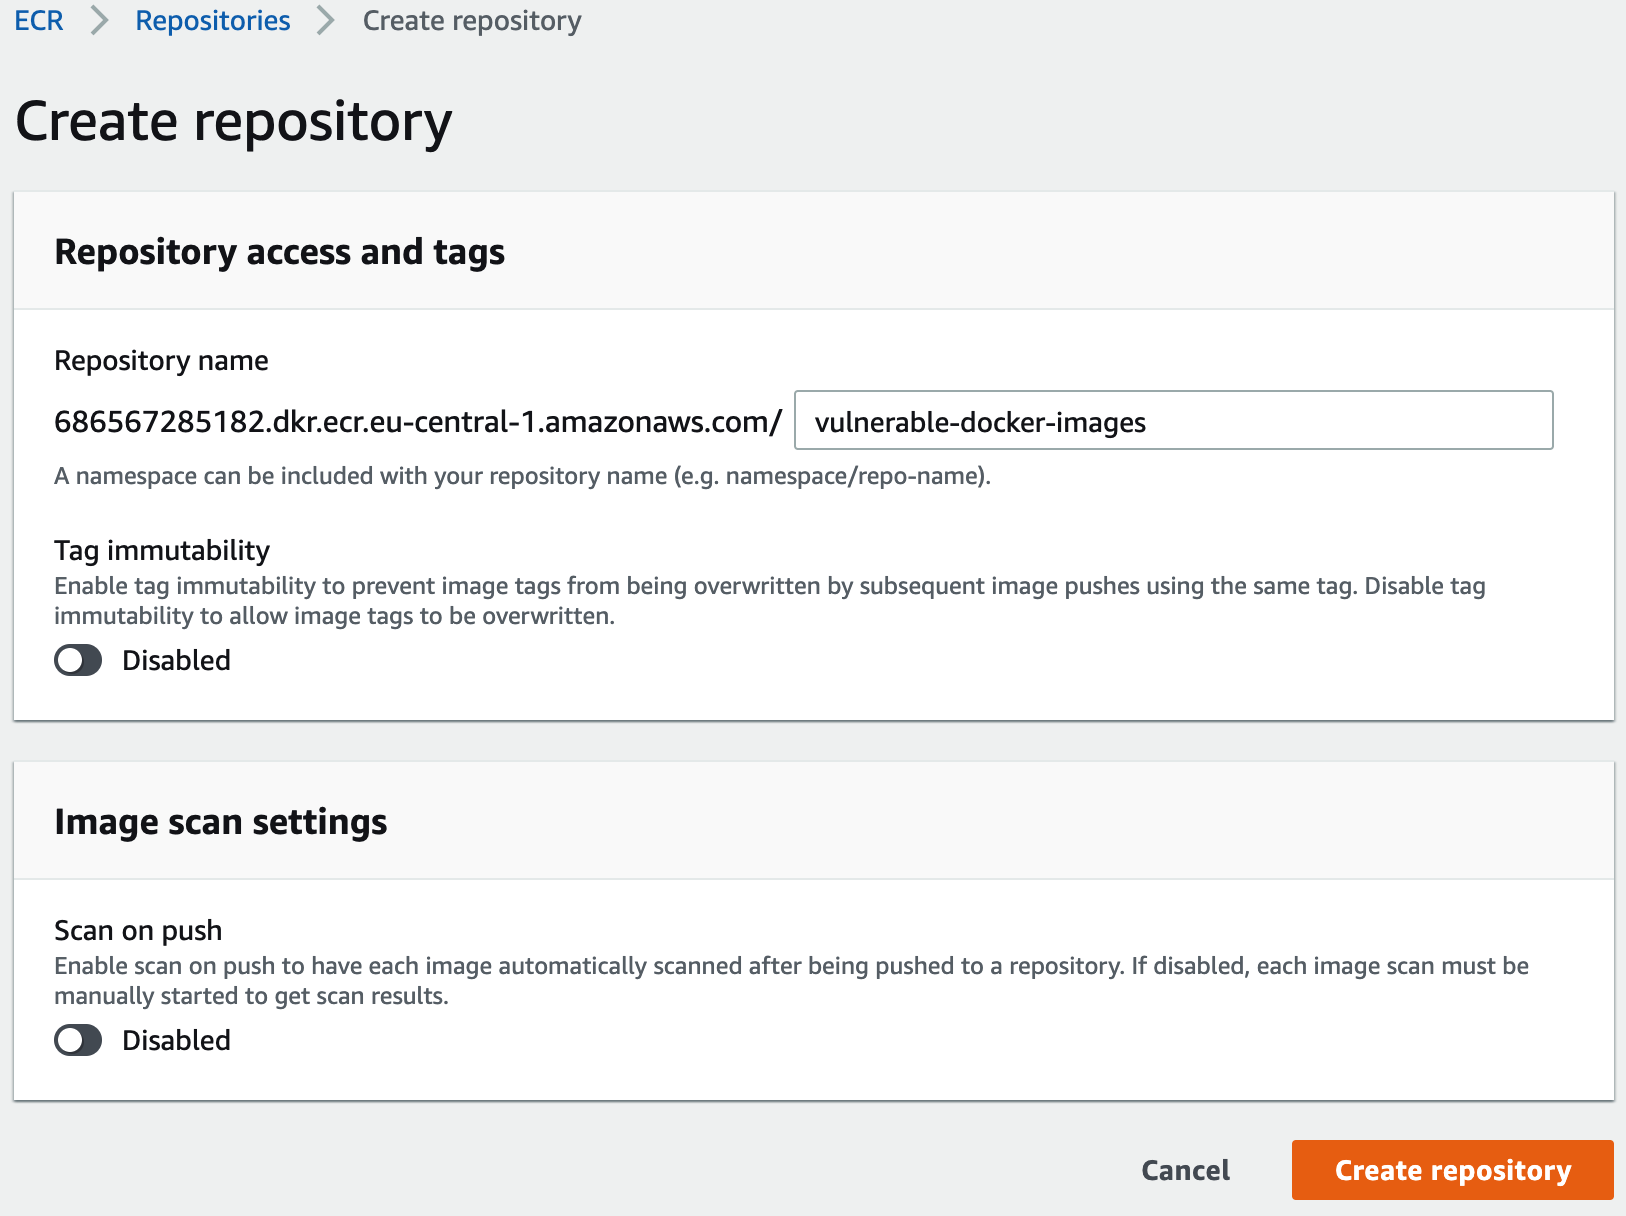 ECR Repositories Create repository
Create repository
Repository access and tags
Repository name
686567285182.dkr.ecr.eu-central-1.amazonaws.com/ vulnerable-docker-images
A namespace can be included with your repository name (e.g. namespace/repo-name).
Tag immutability
Enable tag immutability to prevent image tags from being overwritten by subsequent image pushes using the same tag. Disable tag
immutability to allow image tags to be overwritten.
Disabled
Image scan settings
Scan on push
Enable scan on push to have each image automatically scanned after being pushed to a repository. If disabled, each image scan must be
manually started to get scan results.
Disabled
Cancel Create repository